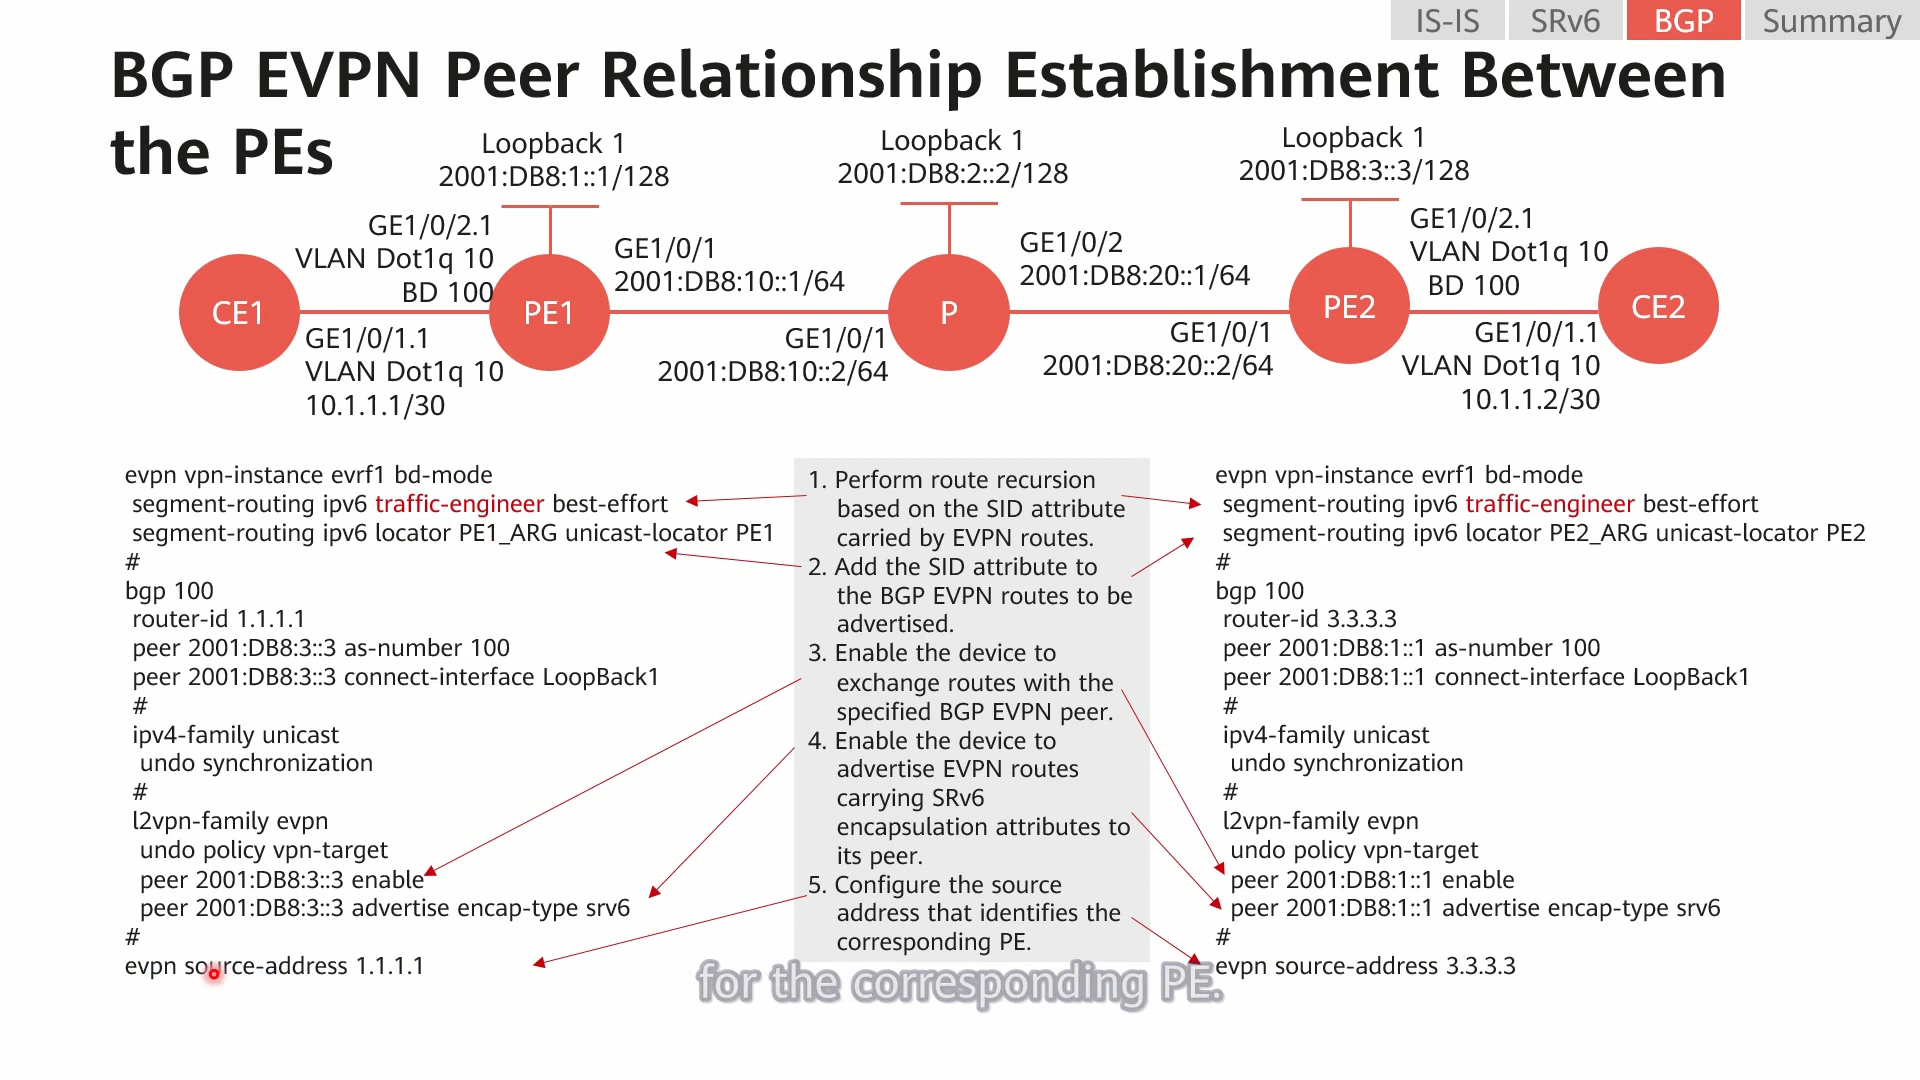 IS-IS
SRv6
BGP
Summary
BGP EVPN Peer Relationship Establishment Between
the PEs
Loopback 1
2001:DB8:1::1/128
Loopback 1
2001:DB8:2::2/128
Loopback 1
2001:DB8:3::3/128
GE1/0/2.1
VLAN Dot1q 10
BD 100
GE1/0/1
2001:DB8:10::1/64
GE1/0/2
2001:DB8:20::1/64
GE1/0/2.1
VLAN Dot1q 10
BD 100
CE1
PE1
P
PE2
CE2
GE1/0/1.1
VLAN Dot1q 10
10.1.1.1/30
GE1/0/1
2001:DB8:10::2/64
GE1/0/1
2001:DB8:20::2/64
GE1/0/1.1
VLAN Dot1q 10
10.1.1.2/30
evpn vpn-instance evrf1 bd-mode
segment-routing ipv6 traffic-engineer best-effort
segment-routing ipv6 locator PE1_ARG unicast-locator PE1
#
bgp 100
router-id 1.1.1.1
peer 2001:DB8:3::3 as-number 100
peer 2001:DB8:3::3 connect-interface LoopBack1
#
ipv4-family unicast
undo synchronization
#
l2vpn-family evpn
undo policy vpn-target
peer 2001:DB8:3::3 enable
peer 2001:DB8:3::3 advertise encap-type srv6
#
evpn source-address 1.1.1.1
1. Perform route recursion
based on the SID attribute
carried by EVPN routes.
2. Add the SID attribute to
the BGP EVPN routes to be
advertised.
3. Enable the device to
exchange routes with the
specified BGP EVPN peer.
4. Enable the device to
advertise EVPN routes
carrying SRv6
encapsulation attributes to
its peer.
5. Configure the source
address that identifies the
corresponding PE.
evpn vpn-instance evrf1 bd-mode
segment-routing ipv6 traffic-engineer best-effort
segment-routing ipv6 locator PE2_ARG unicast-locator PE2
#
bgp 100
router-id 3.3.3.3
peer 2001:DB8:1::1 as-number 100
peer 2001:DB8:1::1 connect-interface LoopBack1
#
ipv4-family unicast
undo synchronization
#
l2vpn-family evpn
undo policy vpn-target
peer 2001:DB8:1::1 enable
peer 2001:DB8:1::1 advertise encap-type srv6
#
evpn source-address 3.3.3.3
for the corresponding PE.